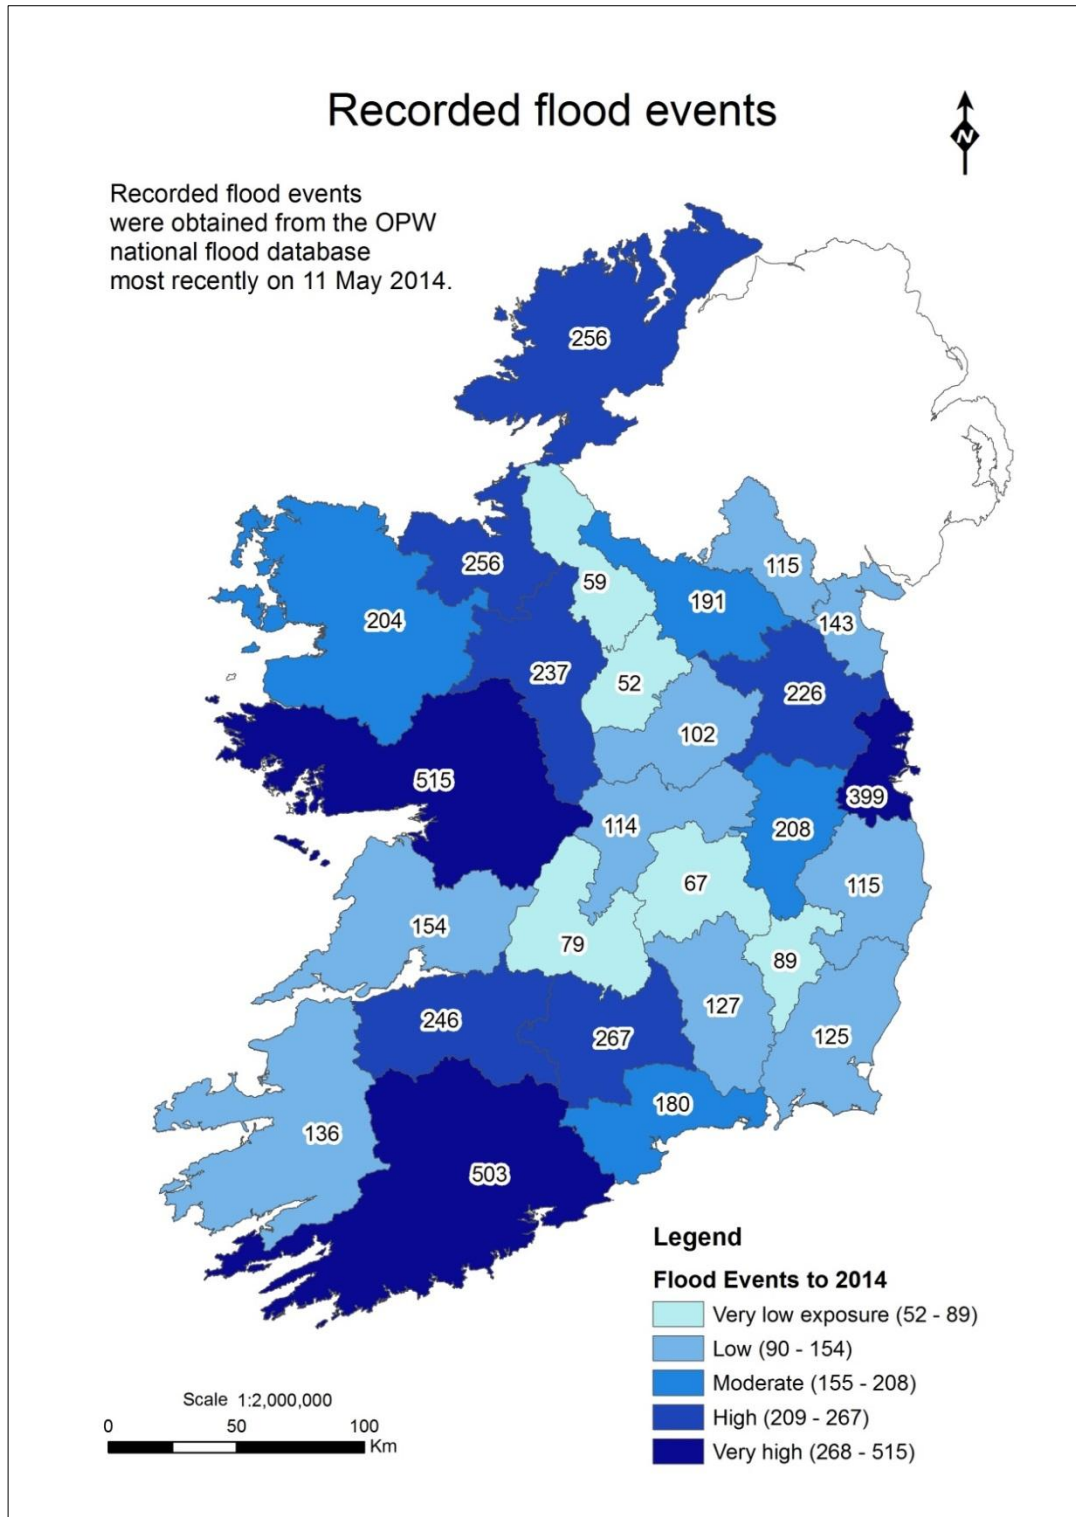 Recorded flood events
N
Recorded flood events
were obtained from the OPW
national flood database
most recently on 11 May 2014.
256
256
59
115
191
143
204
237
52
226
102
515
399
114
208
67
115
154
79
89
127
246
267
125
180
136
503
Legend
Flood Events to 2014
Very low exposure (52 - 89)
Low (90 - 154)
Moderate (155 - 208)
High (209 - 267)
Very high (268 - 515)
Scale 1:2,000,000
0 50 100
Km